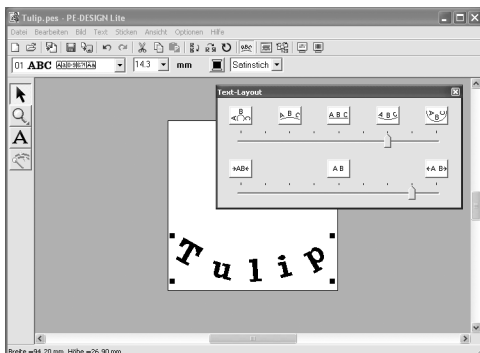 Tulip.pes - PE-DESIGN Lite
Datei Bearbeiten Bild Text Sticken Ansicht Optionen Hilfe
01 ABC 14.3 mm Satinstich
Text-Layout
A B C A B C A B C A B C A B C
AB A B A B
Tulip
Breite =94.20 mm, Höhe =26.90 mm